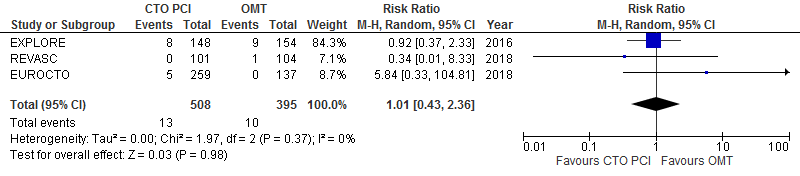 CTO PCI OMT Risk Ratio Risk Ratio
Study or Subgroup Events Total Events Total Weight M-H, Random, 95% CI Year M-H, Random, 95% CI
EXPLORE 8 148 9 154 84.3% 0.92 [0.37, 2.33] 2016
REVASC 0 101 1 104 7.1% 0.34 [0.01, 8.33] 2018
EUROCTO 5 259 0 137 8.7% 5.84 [0.33, 104.81] 2018
Total (95% CI) 508 395 100.0% 1.01 [0.43, 2.36]
Total events 13 10
Heterogeneity: Tau² = 0.00; Chi² = 1.97, df = 2 (P = 0.37); I² = 0%
Test for overall effect: Z = 0.03 (P = 0.98)
0.01 0.1 1 10 100
Favours CTO PCI Favours OMT